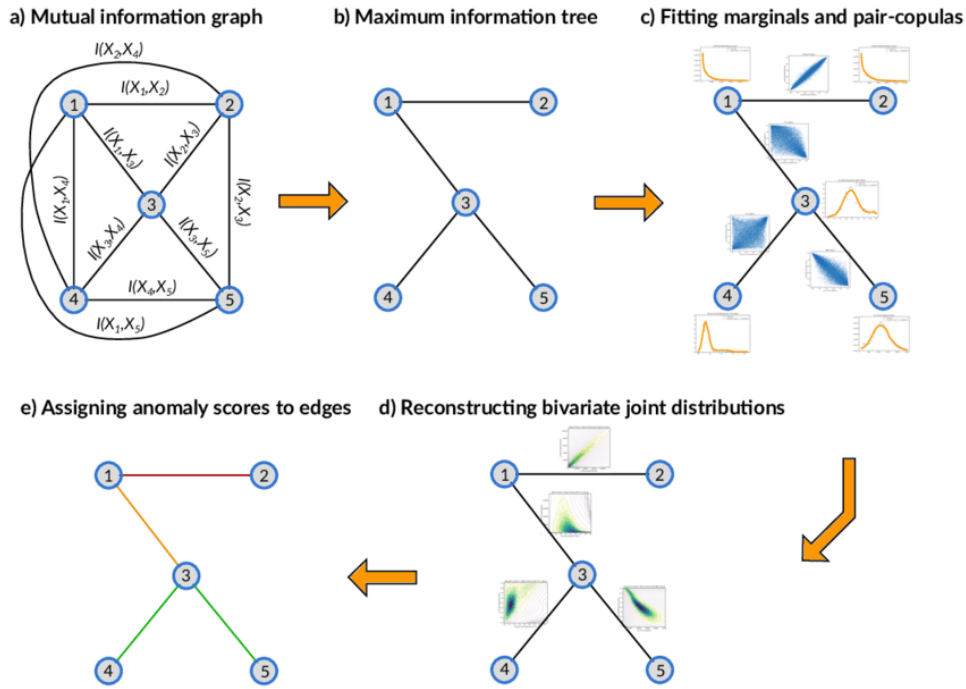 a) Mutual information graph
b) Maximum information tree
c) Fitting marginals and pair-copulas
I(X₂,X₄)
I(X₁,X₂)
1
2
I(X₁,X₃)
I(X₂,X₃)
I(X₁,X₄)
3
I(X₂,X₃)
I(X₃,X₄)
I(X₃,X₅)
4
I(X₄,X₅)
5
I(X₁,X₅)
1
2
3
4
5
1
2
3
4
5
e) Assigning anomaly scores to edges
d) Reconstructing bivariate joint distributions
1
2
3
4
5
1
2
3
4
5